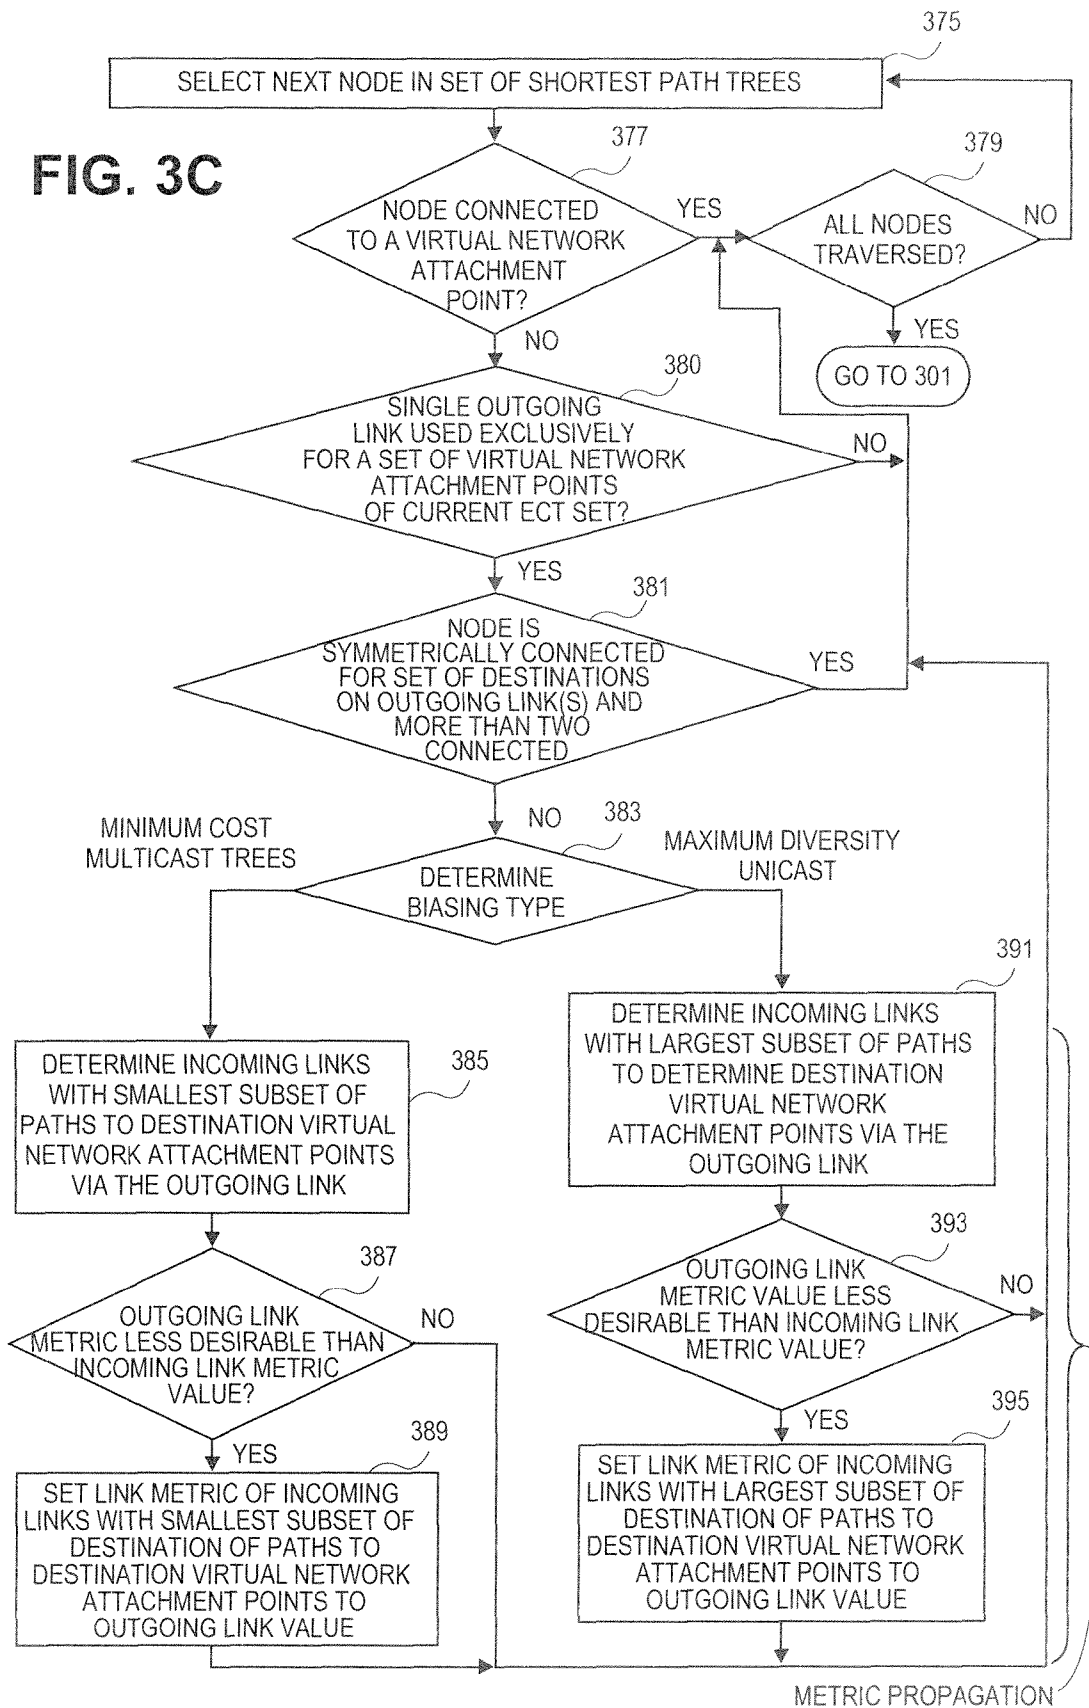 375
SELECT NEXT NODE IN SET OF SHORTEST PATH TREES
FIG. 3C
377
NODE CONNECTED
TO A VIRTUAL NETWORK
ATTACHMENT
POINT?
YES
379
ALL NODES
TRAVERSED?
NO
YES
GO TO 301
NO
380
SINGLE OUTGOING
LINK USED EXCLUSIVELY
FOR A SET OF VIRTUAL NETWORK
ATTACHMENT POINTS
OF CURRENT ECT SET?
NO
YES
381
NODE IS
SYMMETRICALLY CONNECTED
FOR SET OF DESTINATIONS
ON OUTGOING LINK(S) AND
MORE THAN TWO
CONNECTED
YES
NO
383
MINIMUM COST
MULTICAST TREES
DETERMINE
BIASING TYPE
MAXIMUM DIVERSITY
UNICAST
385
DETERMINE INCOMING LINKS
WITH SMALLEST SUBSET OF
PATHS TO DESTINATION VIRTUAL
NETWORK ATTACHMENT POINTS
VIA THE OUTGOING LINK
391
DETERMINE INCOMING LINKS
WITH LARGEST SUBSET OF PATHS
TO DETERMINE DESTINATION
VIRTUAL NETWORK
ATTACHMENT POINTS VIA THE
OUTGOING LINK
387
OUTGOING LINK
METRIC LESS DESIRABLE THAN
INCOMING LINK METRIC
VALUE?
NO
YES
393
OUTGOING LINK
METRIC VALUE LESS
DESIRABLE THAN INCOMING LINK
METRIC VALUE?
NO
YES
389
SET LINK METRIC OF INCOMING
LINKS WITH SMALLEST SUBSET OF
DESTINATION OF PATHS TO
DESTINATION VIRTUAL NETWORK
ATTACHMENT POINTS TO
OUTGOING LINK VALUE
395
SET LINK METRIC OF INCOMING
LINKS WITH LARGEST SUBSET OF
DESTINATION OF PATHS TO
DESTINATION VIRTUAL NETWORK
ATTACHMENT POINTS TO
OUTGOING LINK VALUE
METRIC PROPAGATION